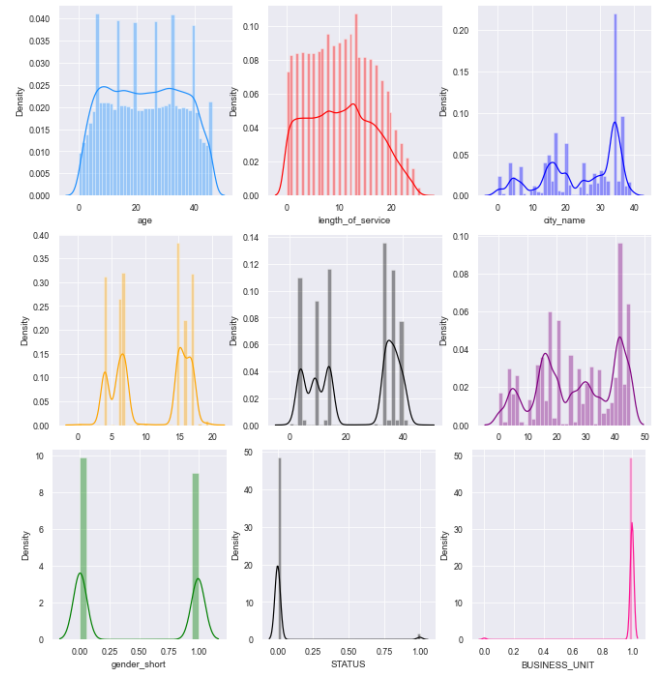 0.040
0.035
0.030
0.025
0.020
0.015
0.010
0.005
0.000
Density
0 20 40
age
0.10
0.08
0.06
0.04
0.02
0.00
Density
0 10 20
length_of_service
0.20
0.15
0.10
0.05
0.00
Density
0 10 20 30 40
city_name
0.40
0.35
0.30
0.25
0.20
0.15
0.10
0.05
0.00
Density
0 5 10 15 20
0.14
0.12
0.10
0.08
0.06
0.04
0.02
0.00
Density
0 20 40
0.10
0.08
0.06
0.04
0.02
0.00
Density
0 10 20 30 40 50
10
8
6
4
2
0
Density
0.00 0.25 0.50 0.75 1.00
gender_short
50
40
30
20
10
0
Density
0.00 0.25 0.50 0.75 1.00
STATUS
50
40
30
20
10
0
Density
0.0 0.2 0.4 0.6 0.8 1.0
BUSINESS_UNIT